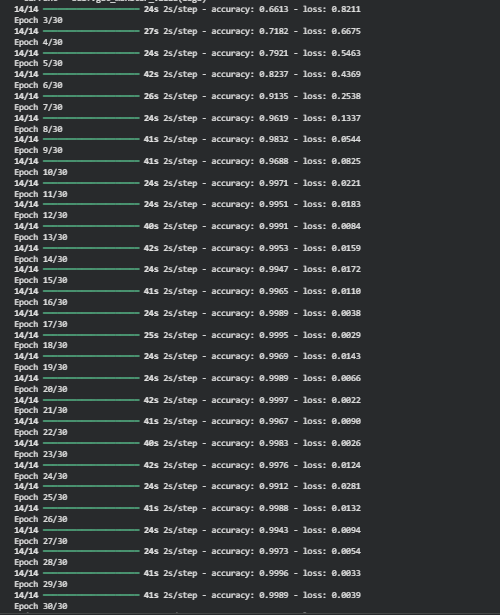 14/14 24s 2s/step - accuracy: 0.6613 - loss: 0.8211
Epoch 3/30
14/14 27s 2s/step - accuracy: 0.7182 - loss: 0.6675
Epoch 4/30
14/14 24s 2s/step - accuracy: 0.7921 - loss: 0.5463
Epoch 5/30
14/14 42s 2s/step - accuracy: 0.8237 - loss: 0.4369
Epoch 6/30
14/14 26s 2s/step - accuracy: 0.9135 - loss: 0.2538
Epoch 7/30
14/14 24s 2s/step - accuracy: 0.9619 - loss: 0.1337
Epoch 8/30
14/14 41s 2s/step - accuracy: 0.9832 - loss: 0.0544
Epoch 9/30
14/14 41s 2s/step - accuracy: 0.9688 - loss: 0.0825
Epoch 10/30
14/14 24s 2s/step - accuracy: 0.9971 - loss: 0.0221
Epoch 11/30
14/14 24s 2s/step - accuracy: 0.9951 - loss: 0.0183
Epoch 12/30
14/14 40s 2s/step - accuracy: 0.9991 - loss: 0.0084
Epoch 13/30
14/14 42s 2s/step - accuracy: 0.9953 - loss: 0.0159
Epoch 14/30
14/14 24s 2s/step - accuracy: 0.9947 - loss: 0.0172
Epoch 15/30
14/14 41s 2s/step - accuracy: 0.9965 - loss: 0.0110
Epoch 16/30
14/14 24s 2s/step - accuracy: 0.9989 - loss: 0.0038
Epoch 17/30
14/14 25s 2s/step - accuracy: 0.9995 - loss: 0.0029
Epoch 18/30
14/14 24s 2s/step - accuracy: 0.9969 - loss: 0.0143
Epoch 19/30
14/14 24s 2s/step - accuracy: 0.9989 - loss: 0.0066
Epoch 20/30
14/14 42s 2s/step - accuracy: 0.9997 - loss: 0.0022
Epoch 21/30
14/14 41s 2s/step - accuracy: 0.9967 - loss: 0.0090
Epoch 22/30
14/14 40s 2s/step - accuracy: 0.9983 - loss: 0.0026
Epoch 23/30
14/14 42s 2s/step - accuracy: 0.9976 - loss: 0.0124
Epoch 24/30
14/14 24s 2s/step - accuracy: 0.9912 - loss: 0.0281
Epoch 25/30
14/14 41s 2s/step - accuracy: 0.9988 - loss: 0.0132
Epoch 26/30
14/14 24s 2s/step - accuracy: 0.9943 - loss: 0.0094
Epoch 27/30
14/14 24s 2s/step - accuracy: 0.9973 - loss: 0.0054
Epoch 28/30
14/14 41s 2s/step - accuracy: 0.9996 - loss: 0.0033
Epoch 29/30
14/14 41s 2s/step - accuracy: 0.9989 - loss: 0.0039
Epoch 30/30